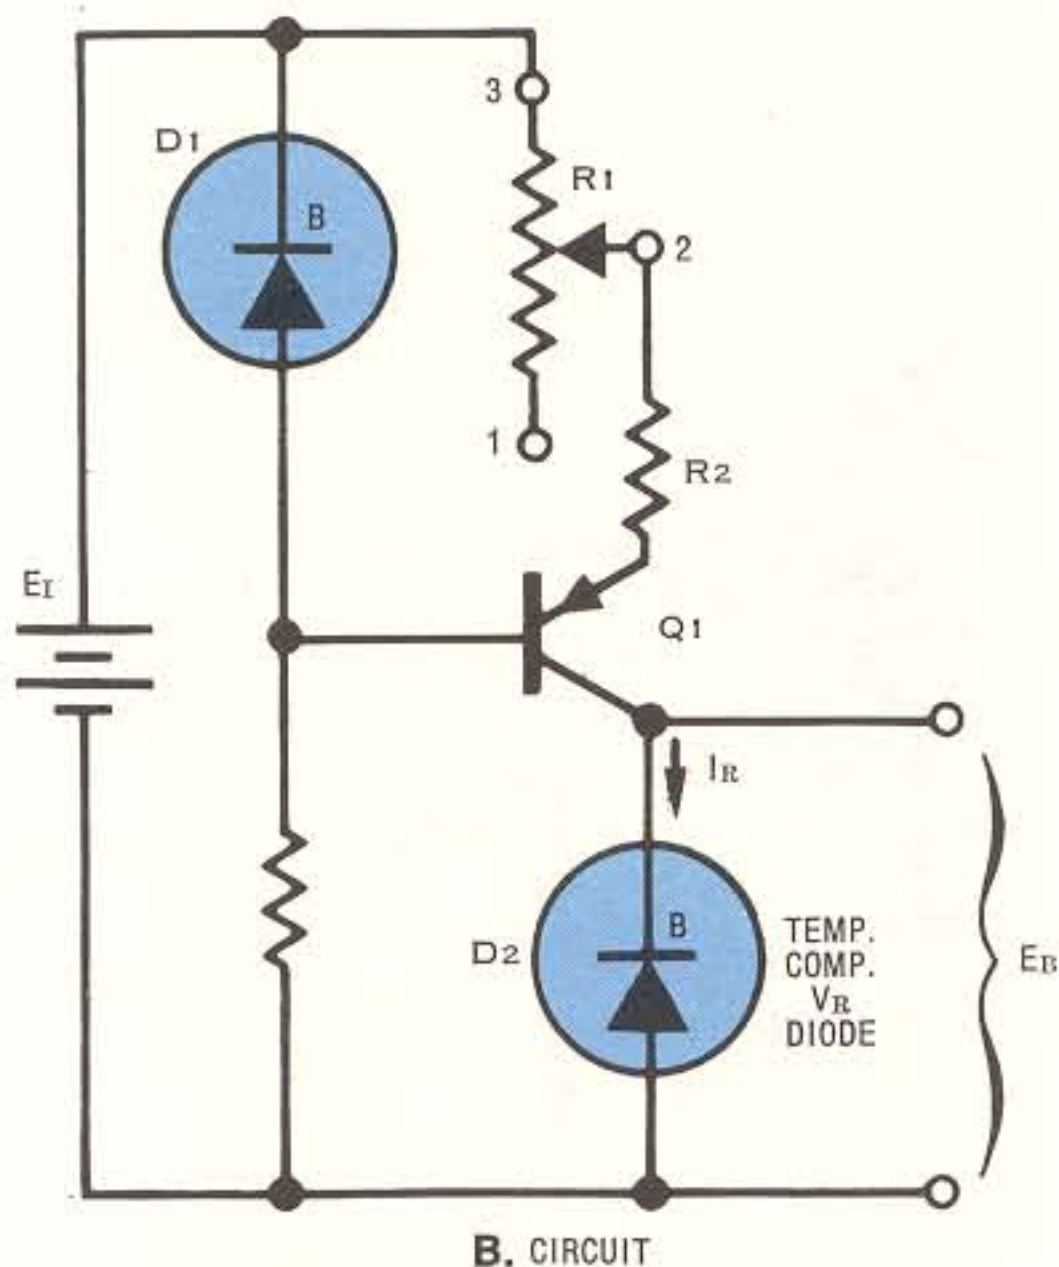 3
D1
R1
B
2
1
R2
EI
Q1
IR
B
D2
TEMP.
COMP.
VR
DIODE
EB
B. CIRCUIT